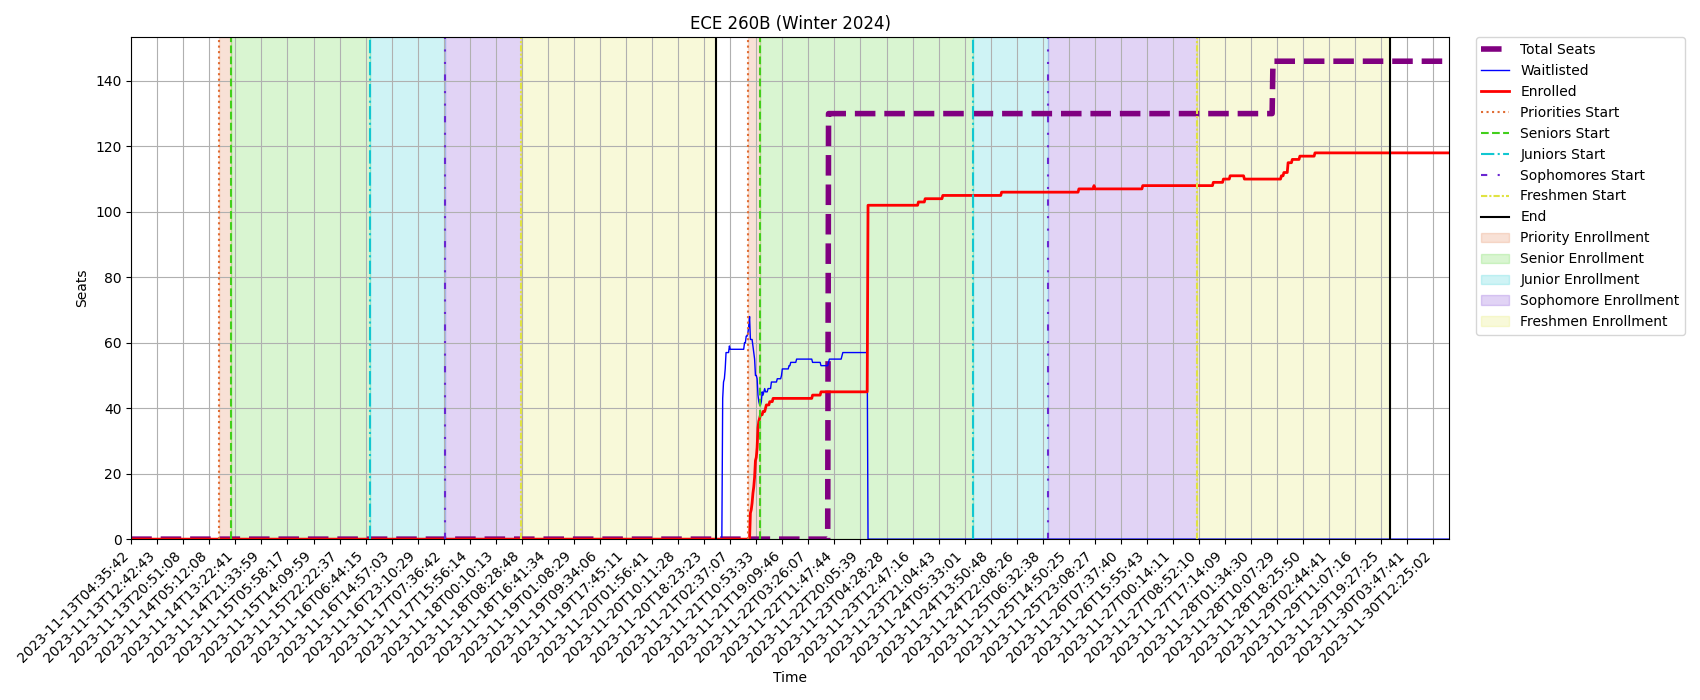 ECE 260B (Winter 2024)
Seats
140
120
100
80
60
40
20
0
2023-11-13T04:35:42
2023-11-13T12:42:43
2023-11-13T20:51:08
2023-11-14T05:12:08
2023-11-14T13:22:41
2023-11-14T21:33:59
2023-11-15T05:58:17
2023-11-15T14:09:59
2023-11-15T22:22:37
2023-11-16T06:44:15
2023-11-16T14:57:03
2023-11-16T23:10:29
2023-11-17T07:36:42
2023-11-17T15:56:14
2023-11-18T00:10:13
2023-11-18T08:28:48
2023-11-18T16:41:34
2023-11-19T01:08:29
2023-11-19T09:34:06
2023-11-19T17:45:11
2023-11-20T01:56:41
2023-11-20T10:11:28
2023-11-20T18:23:23
2023-11-21T02:37:07
2023-11-21T10:53:33
2023-11-21T19:09:46
2023-11-22T03:26:07
2023-11-22T11:47:44
2023-11-22T20:05:39
2023-11-23T04:28:28
2023-11-23T12:47:16
2023-11-23T21:04:43
2023-11-24T05:33:01
2023-11-24T13:50:48
2023-11-24T22:08:29
2023-11-25T06:32:38
2023-11-25T14:50:25
2023-11-25T23:08:27
2023-11-26T07:37:40
2023-11-26T15:55:43
2023-11-27T00:14:11
2023-11-27T08:52:10
2023-11-27T17:14:09
2023-11-28T01:34:30
2023-11-28T10:07:29
2023-11-28T18:25:50
2023-11-29T02:44:41
2023-11-29T11:07:16
2023-11-29T19:27:25
2023-11-30T03:47:41
2023-11-30T12:25:02
Time
Total Seats
Waitlisted
Enrolled
Priorities Start
Seniors Start
Juniors Start
Sophomores Start
Freshmen Start
End
Priority Enrollment
Senior Enrollment
Junior Enrollment
Sophomore Enrollment
Freshmen Enrollment